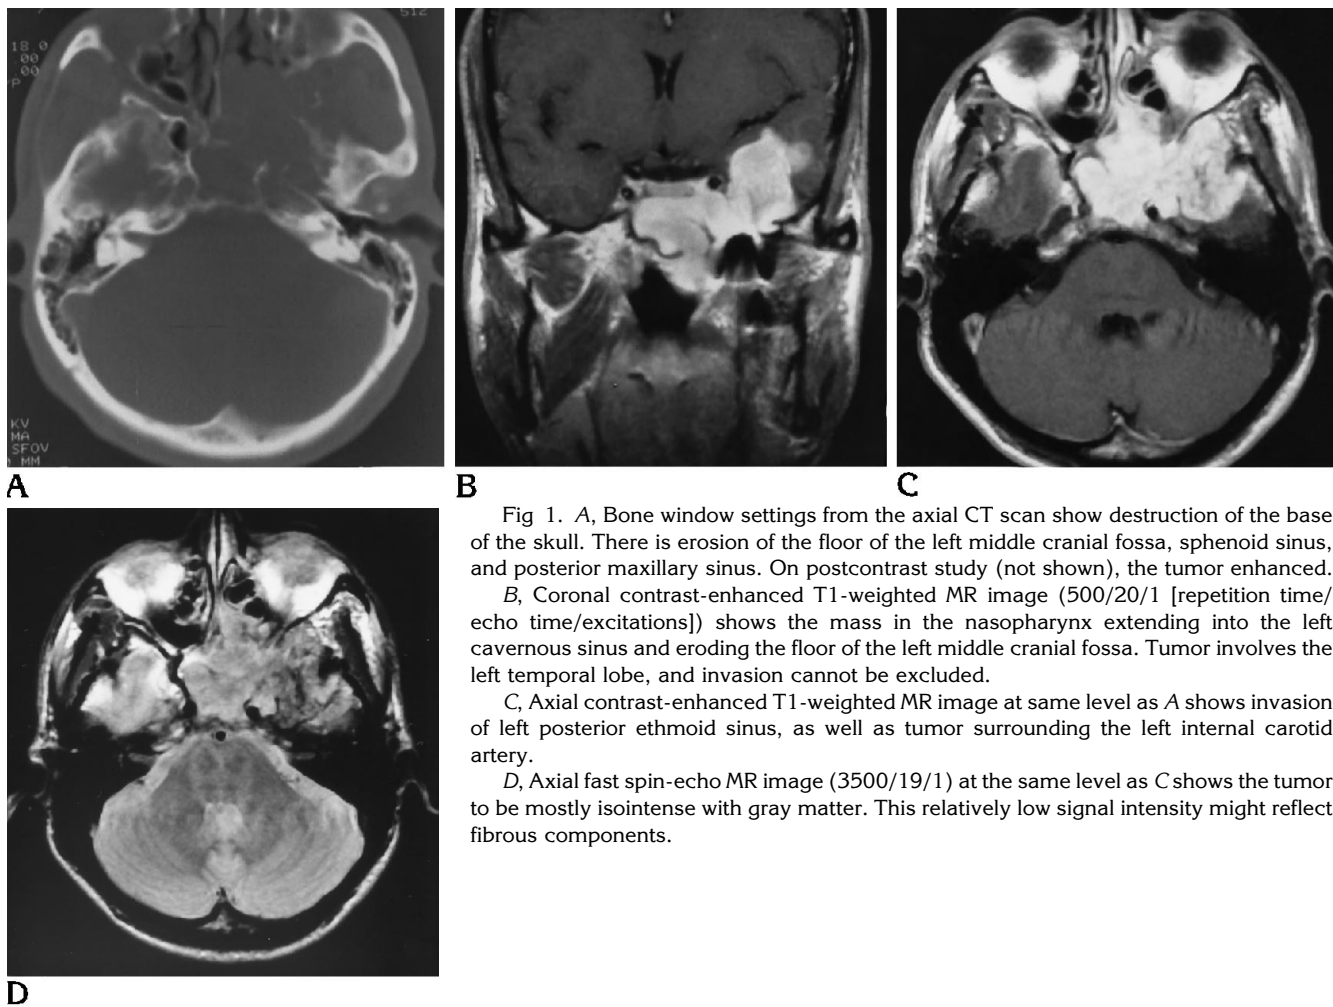 512
18.0
00
00
P
KV
MA
SFOV
MM
A
B
C
D
Fig 1. A, Bone window settings from the axial CT scan show destruction of the base
of the skull. There is erosion of the floor of the left middle cranial fossa, sphenoid sinus,
and posterior maxillary sinus. On postcontrast study (not shown), the tumor enhanced.
B, Coronal contrast-enhanced T1-weighted MR image (500/20/1 [repetition time/
echo time/excitations]) shows the mass in the nasopharynx extending into the left
cavernous sinus and eroding the floor of the left middle cranial fossa. Tumor involves the
left temporal lobe, and invasion cannot be excluded.
C, Axial contrast-enhanced T1-weighted MR image at same level as A shows invasion
of left posterior ethmoid sinus, as well as tumor surrounding the left internal carotid
artery.
D, Axial fast spin-echo MR image (3500/19/1) at the same level as C shows the tumor
to be mostly isointense with gray matter. This relatively low signal intensity might reflect
fibrous components.